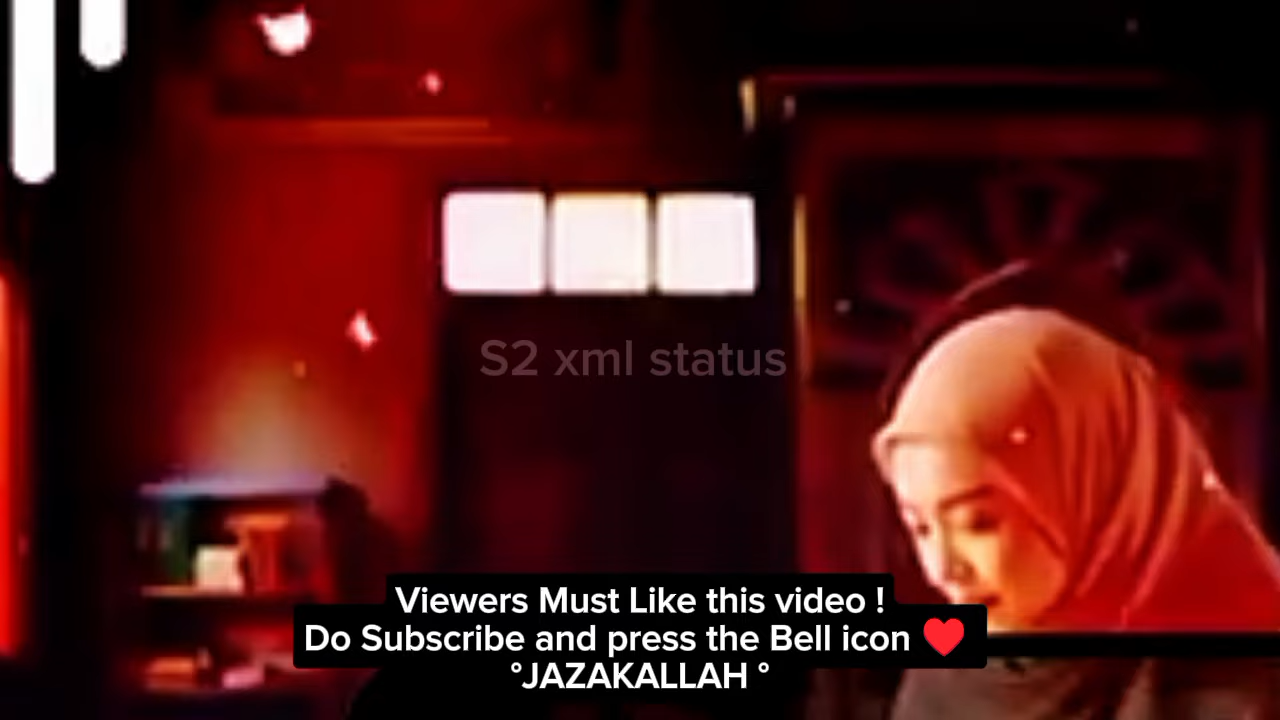 S2 xml status
Viewers Must Like this video !
Do Subscribe and press the Bell icon ♥️
°JAZAKALLAH °